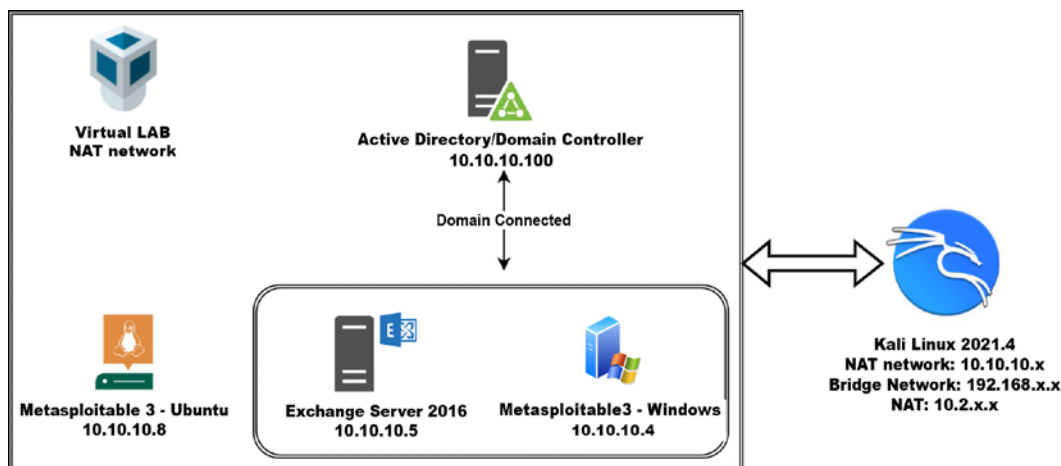 Virtual LAB
NAT network
Active Directory/Domain Controller
10.10.10.100
Domain Connected
E
Metasploitable 3 - Ubuntu
10.10.10.8
Exchange Server 2016
10.10.10.5
Metasploitable3 - Windows
10.10.10.4
Kali Linux 2021.4
NAT network: 10.10.10.x
Bridge Network: 192.168.x.x
NAT: 10.2.x.x